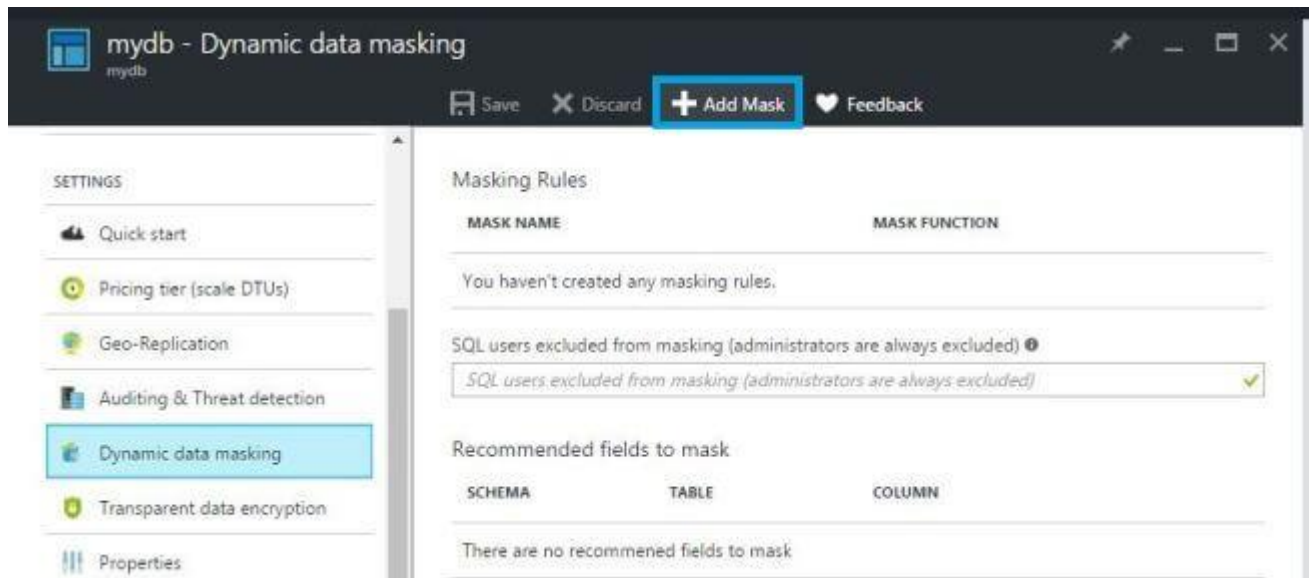 mydb - Dynamic data masking
mydb
Save Discard Add Mask Feedback
SETTINGS
Quick start
Pricing tier (scale DTUs)
Geo-Replication
Auditing & Threat detection
Dynamic data masking
Transparent data encryption
Properties
Masking Rules
MASK NAME MASK FUNCTION
You haven't created any masking rules.
SQL users excluded from masking (administrators are always excluded)
SQL users excluded from masking (administrators are always excluded)
Recommended fields to mask
SCHEMA TABLE COLUMN
There are no recommened fields to mask